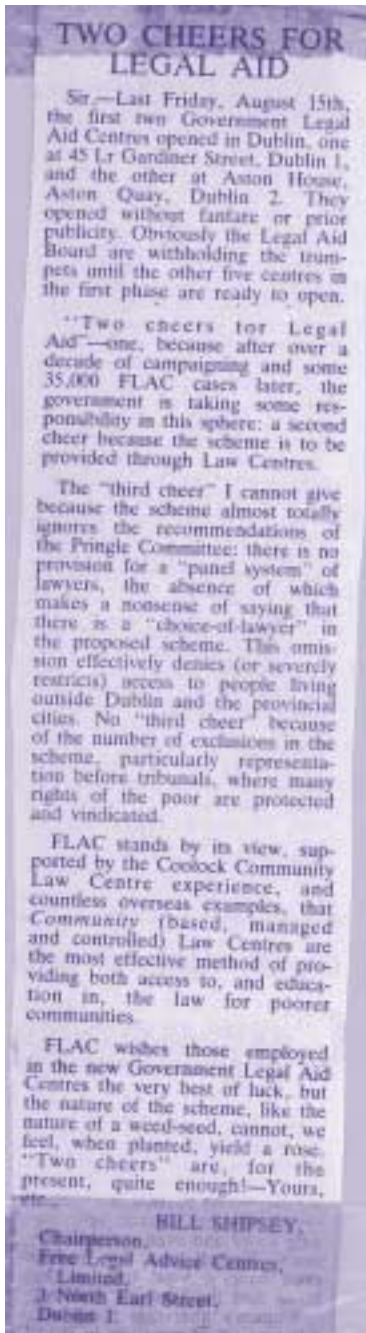 TWO CHEERS FOR
LEGAL AID
Sir,—Last Friday, August 15th,
the first two Government Legal
Aid Centres opened in Dublin, one
at 45 Lr Gardiner Street, Dublin 1,
and the other at Aston House,
Aston Quay, Dublin 2. They
opened without fanfare or prior
publicity. Obviously the Legal Aid
Board are withholding the trum-
pets until the other five centres in
the first phase are ready to open.
"Two cheers for Legal
Aid"—one, because after over a
decade of campaigning and some
35,000 FLAC cases later, the
government is taking some res-
ponsibility in this sphere: a second
cheer because the scheme is to be
provided through Law Centres.
The "third cheer" I cannot give
because the scheme almost totally
ignores the recommendations of
the Pringle Committee: there is no
provision for a "panel system" of
lawyers, the absence of which
makes a nonsense of saying that
there is a "choice-of-lawyer" in
the proposed scheme. This omis-
sion effectively denies (or severely
restricts) access to people living
outside Dublin and the provincial
cities. No "third cheer" because
of the number of exclusions in the
scheme, particularly representa-
tion before tribunals, where many
rights of the poor are protected
and vindicated.
FLAC stands by its view, sup-
ported by the Coolock Community
Law Centre experience, and
countless overseas examples, that
Community (based, managed
and controlled) Law Centres are
the most effective method of pro-
viding both access to, and educa-
tion in, the law for poorer
communities.
FLAC wishes those employed
in the new Government Legal Aid
Centres the very best of luck, but
the nature of the scheme, like the
nature of a weed-seed, cannot, we
feel, when planted, yield a rose.
"Two cheers" are, for the
present, quite enough!—Yours,
etc.,
BILL SHIPSEY,
Chairperson,
Free Legal Advice Centres,
Limited,
3 North Earl Street,
Dublin 1.